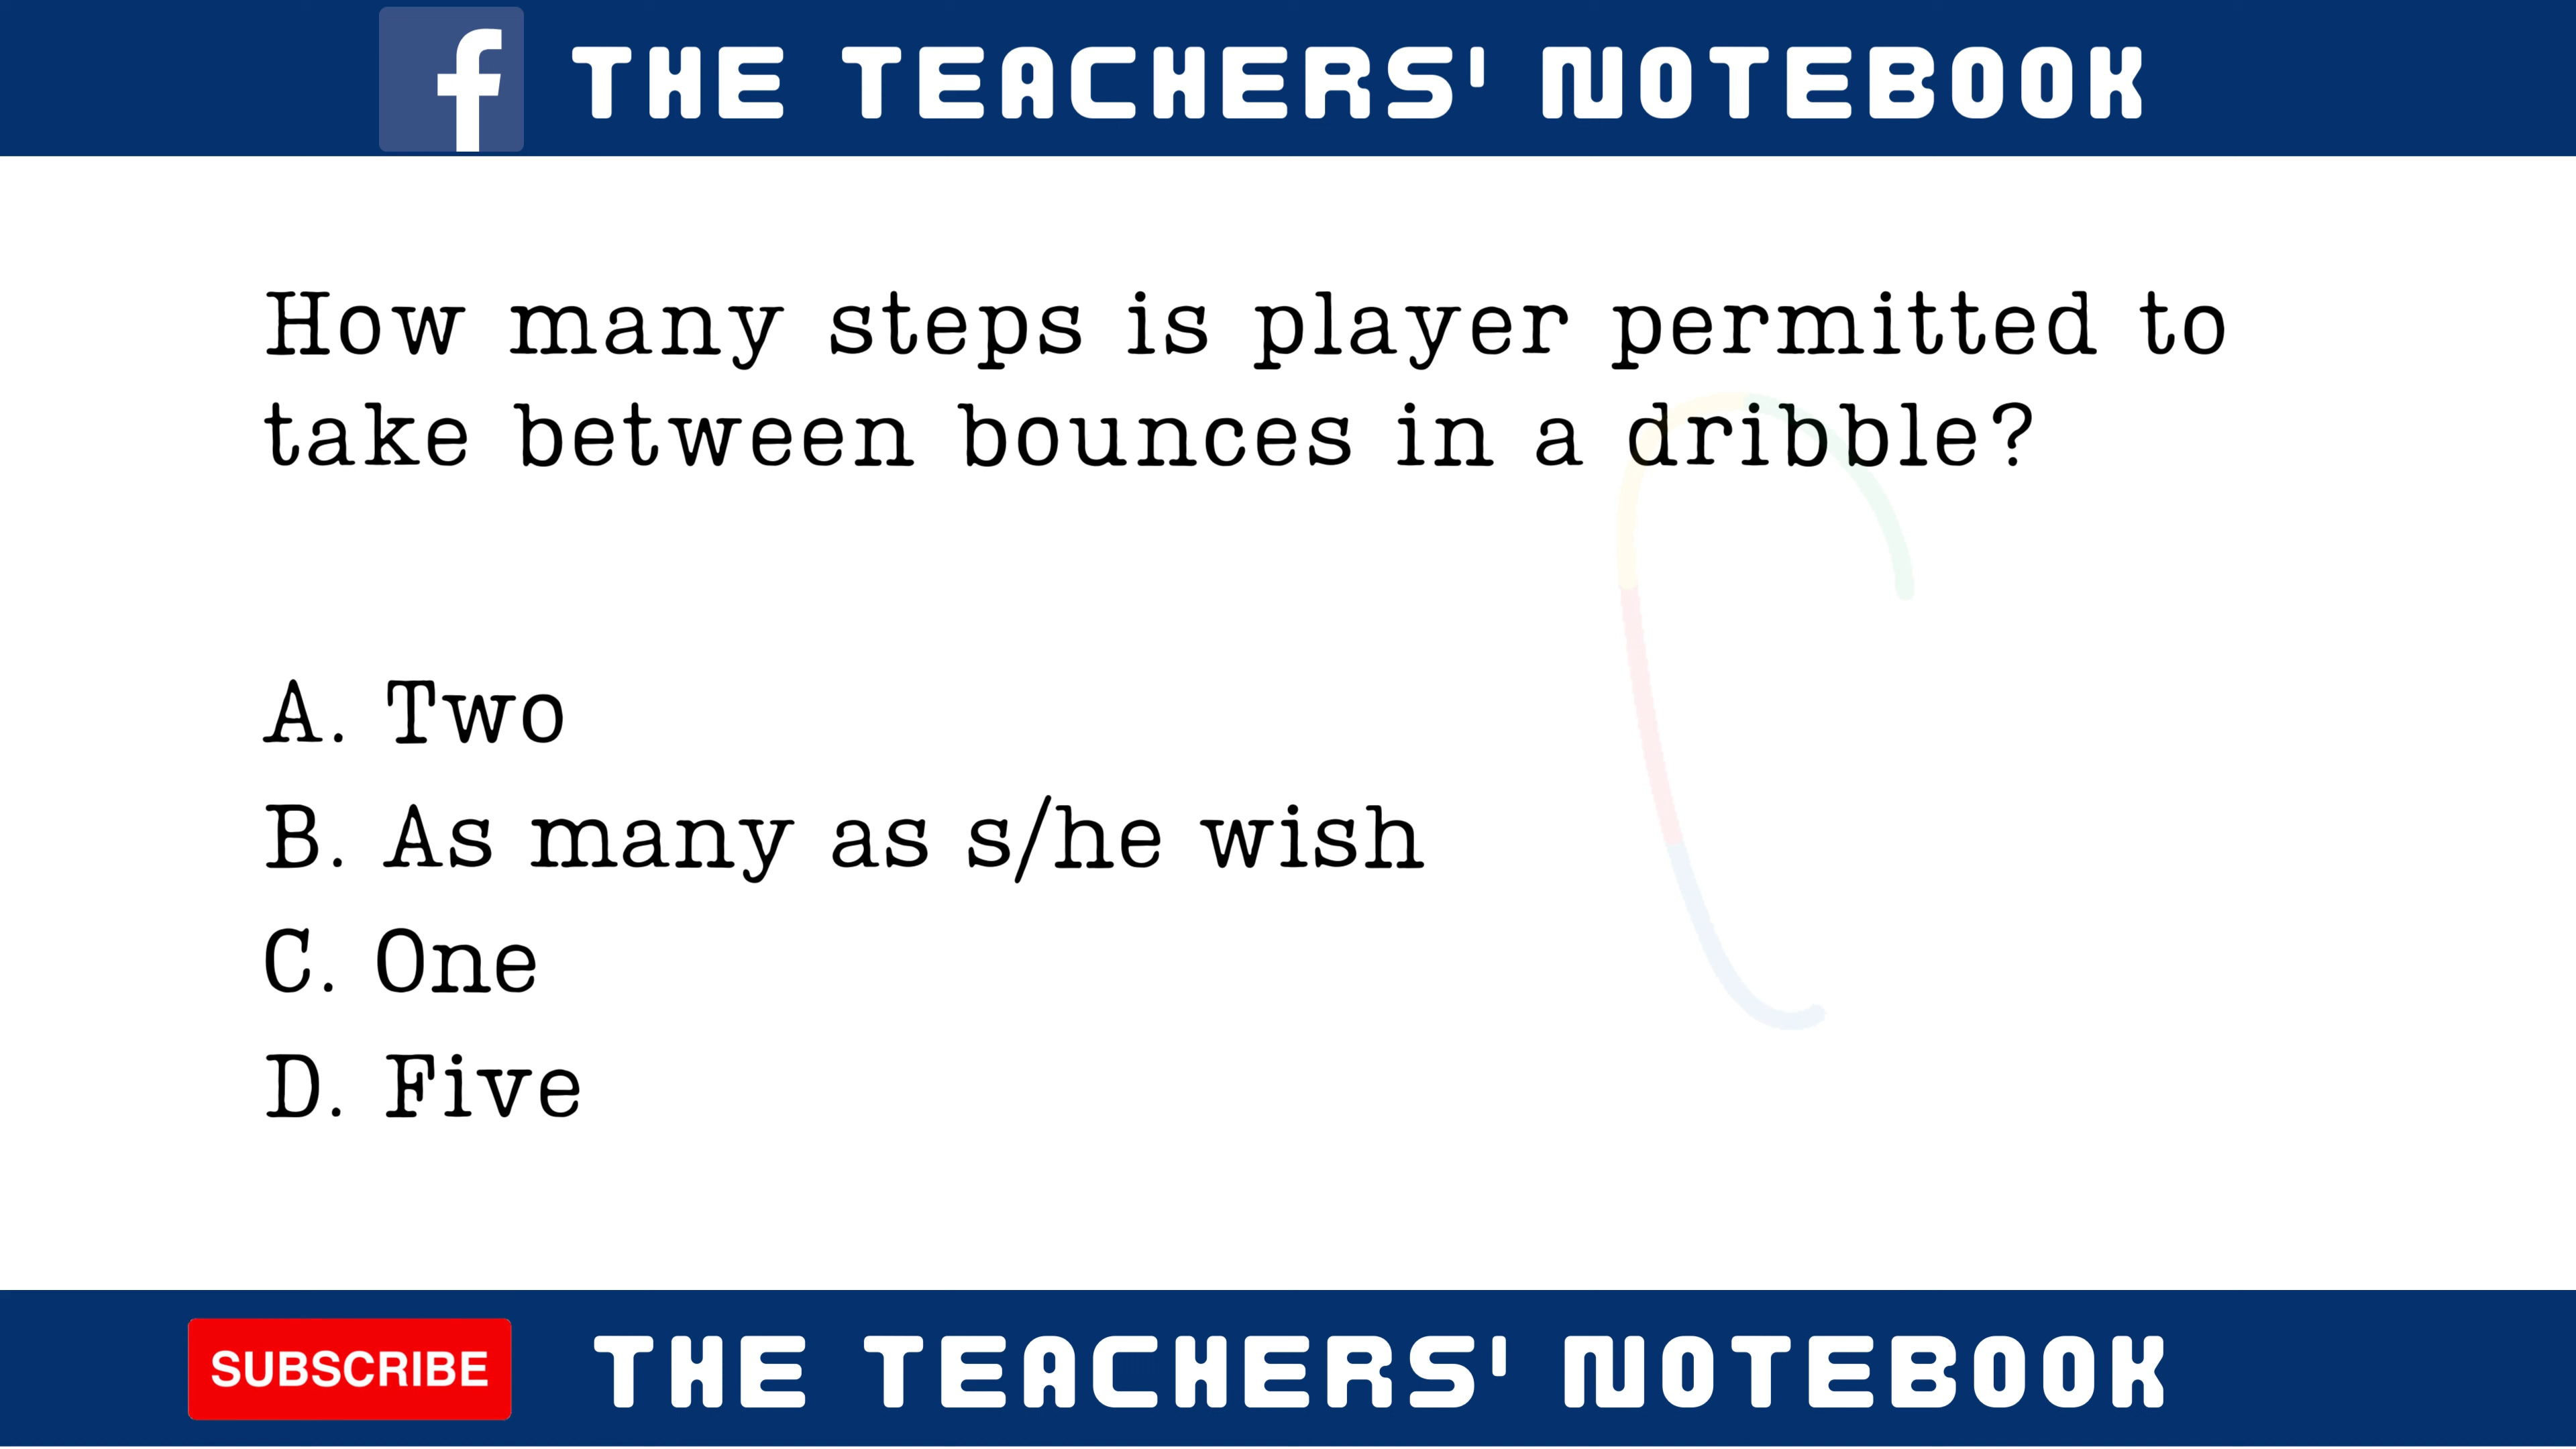 THE TEACHERS' NOTEBOOK
How many steps is player permitted to
take between bounces in a dribble?
A. Two
B. As many as s/he wish
C. One
D. Five
SUBSCRIBE THE TEACHERS' NOTEBOOK